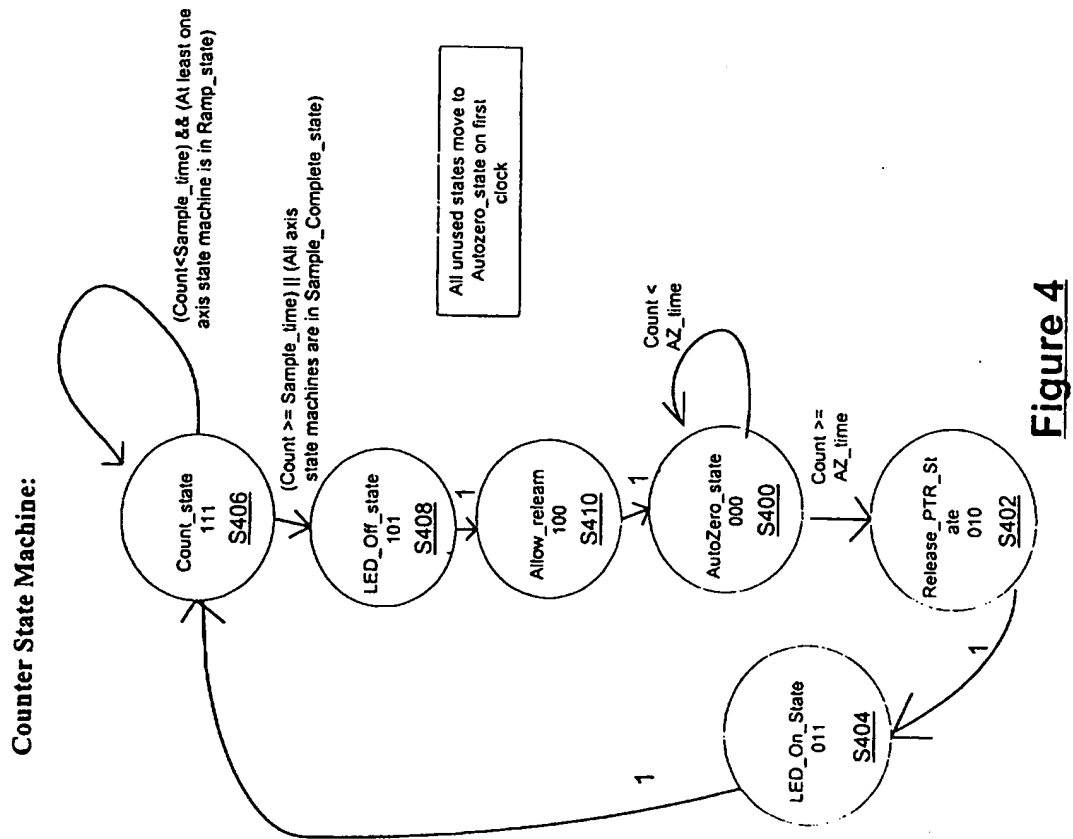 Counter State Machine:
(Count<Sample_time) && (At least one
axis state machine is in Ramp_state)
Count_state
111
S406
(Count >= Sample_time) || (All axis
state machines are in Sample_Complete_state)
LED_Off_state
101
S408
1
Allow_relearn
100
S410
1
All unused states move to
Autozero_state on first
clock
AutoZero_state
000
S400
Count <
AZ_time
Count >=
AZ_time
Release_PTR_St
ate
010
S402
1
LED_On_State
011
S404
1
Figure 4